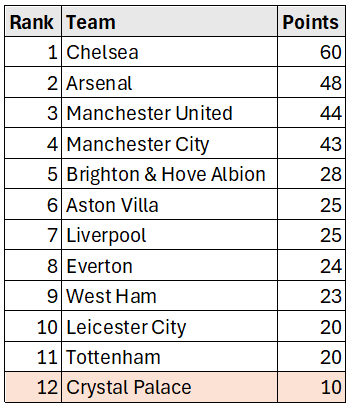 Rank Team Points
1 Chelsea 60
2 Arsenal 48
3 Manchester United 44
4 Manchester City 43
5 Brighton & Hove Albion 28
6 Aston Villa 25
7 Liverpool 25
8 Everton 24
9 West Ham 23
10 Leicester City 20
11 Tottenham 20
12 Crystal Palace 10